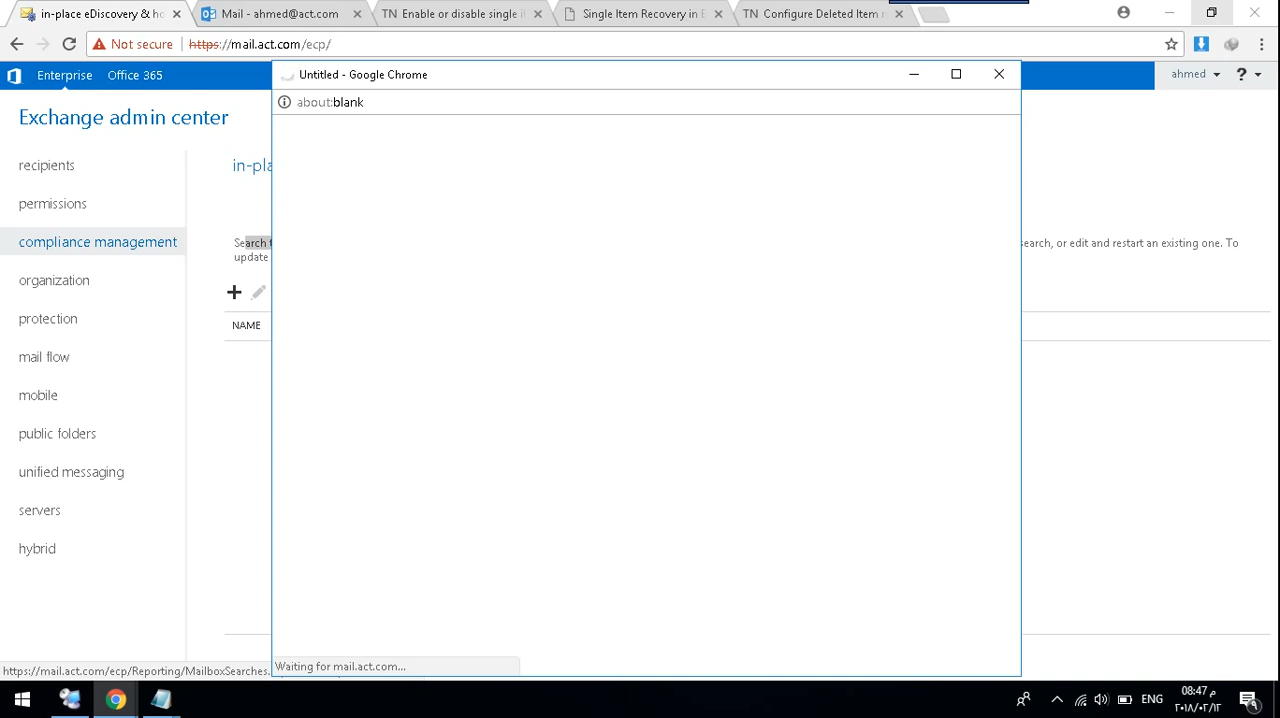 in-place eDiscovery & ho
Mail - ahmed@act.com
TN Enable or disable single i
Single Item Recovery in E
TN Configure Deleted Item r
Not secure https://mail.act.com/ecp/
Enterprise
Office 365
ahmed
?
Untitled - Google Chrome
about:blank
Exchange admin center
recipients
permissions
compliance management
organization
protection
mail flow
mobile
public folders
unified messaging
servers
hybrid
in-pla
Search t
earch, or edit and restart an existing one. To
update
NAME
https://mail.act.com/ecp/Reporting/MailboxSearches.
Waiting for mail.act.com...
ENG
08:47 م
٢٠١٨/٠٢/١٢